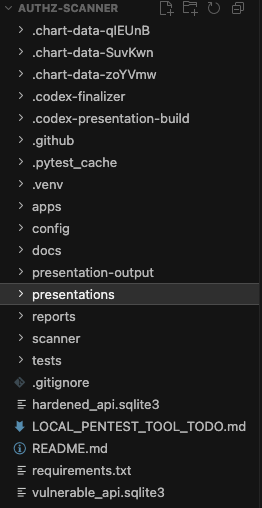 AUTHZ-SCANNER
.chart-data-qlEUnB
.chart-data-SuvKwn
.chart-data-zoYVmw
.codex-finalizer
.codex-presentation-build
.github
.pytest_cache
.venv
apps
config
docs
presentation-output
presentations
reports
scanner
tests
.gitignore
hardened_api.sqlite3
LOCAL_PENTEST_TOOL_TODO.md
README.md
requirements.txt
vulnerable_api.sqlite3